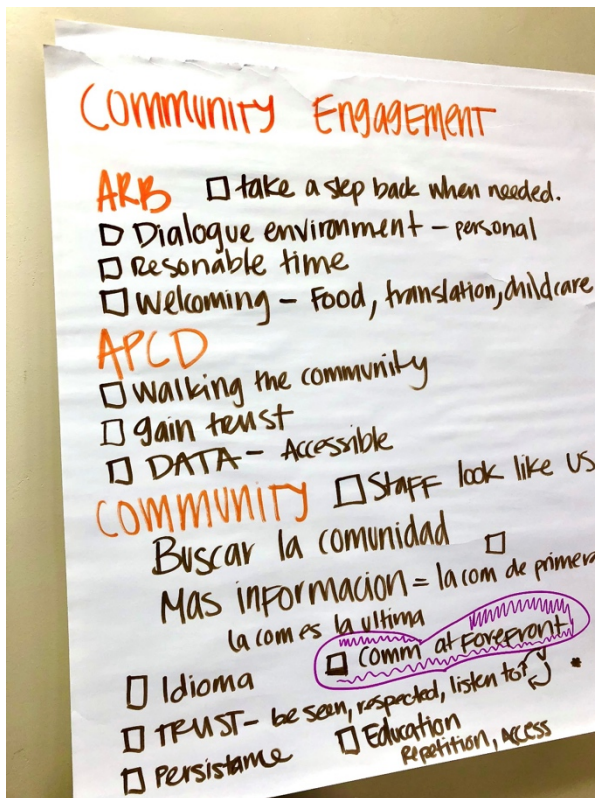 Community Engagement
ARB □ take a step back when needed.
□ Dialogue environment – personal
□ Resonable time
□ Welcoming – Food, translation, childcare
APCD
□ Walking the community
□ gain trust
□ DATA – Accessible
COMMUNITY □ Staff look like us
Buscar la comunidad □
Mas informacion = la com de primera
la com es la ultima
□ Comm at Forefront
□ Idioma
□ TRUST – be seen, respected, listen to
□ Persistance □ Education
Repetition, Access